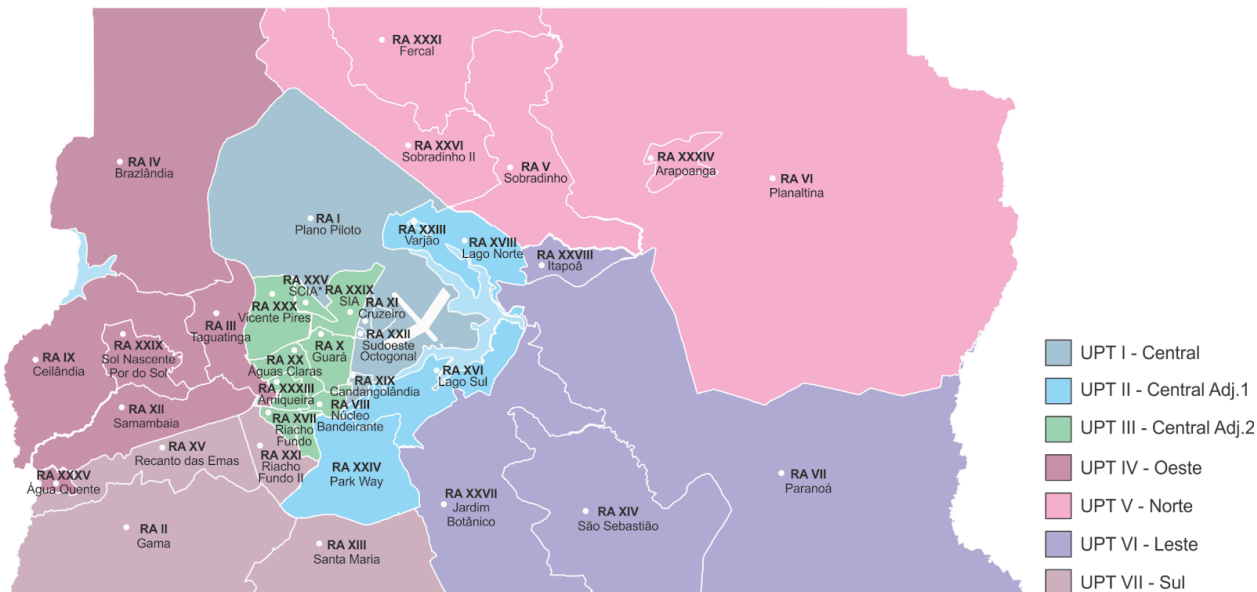 RA XXXI
Fercal
RA XXVI
Sobradinho II
RA V
Sobradinho
RA XXXIV
Arapoanga
RA VI
Planaltina
RA IV
Brazlândia
RA I
Plano Piloto
RA XXIII
Varjão
RA XVIII
Lago Norte
RA XXVIII
Itapoã
RA XXV
SCIA*
RA XXIX
SIA
RA XI
Cruzeiro
RA XXX
Vicente Pires
RA III
Taguatinga
RA XXII
Sudoeste
Octogonal
RA X
Guará
RA IX
Ceilândia
RA XXIX
Sol Nascente
Por do Sol
RA XX
Águas Claras
RA XVI
Lago Sul
RA XIX
Candangolândia
RA XXXIII
Arniqueira
RA XII
Samambaia
RA VIII
Núcleo
Bandeirante
RA XVII
Riacho
Fundo
RA XV
Recanto das Emas
RA XXI
Riacho
Fundo II
RA XXIV
Park Way
RA XXXV
Água Quente
RA VII
Paranoá
RA XXVII
Jardim
Botânico
RA XIV
São Sebastião
RA II
Gama
RA XIII
Santa Maria
UPT I - Central
UPT II - Central Adj.1
UPT III - Central Adj.2
UPT IV - Oeste
UPT V - Norte
UPT VI - Leste
UPT VII - Sul